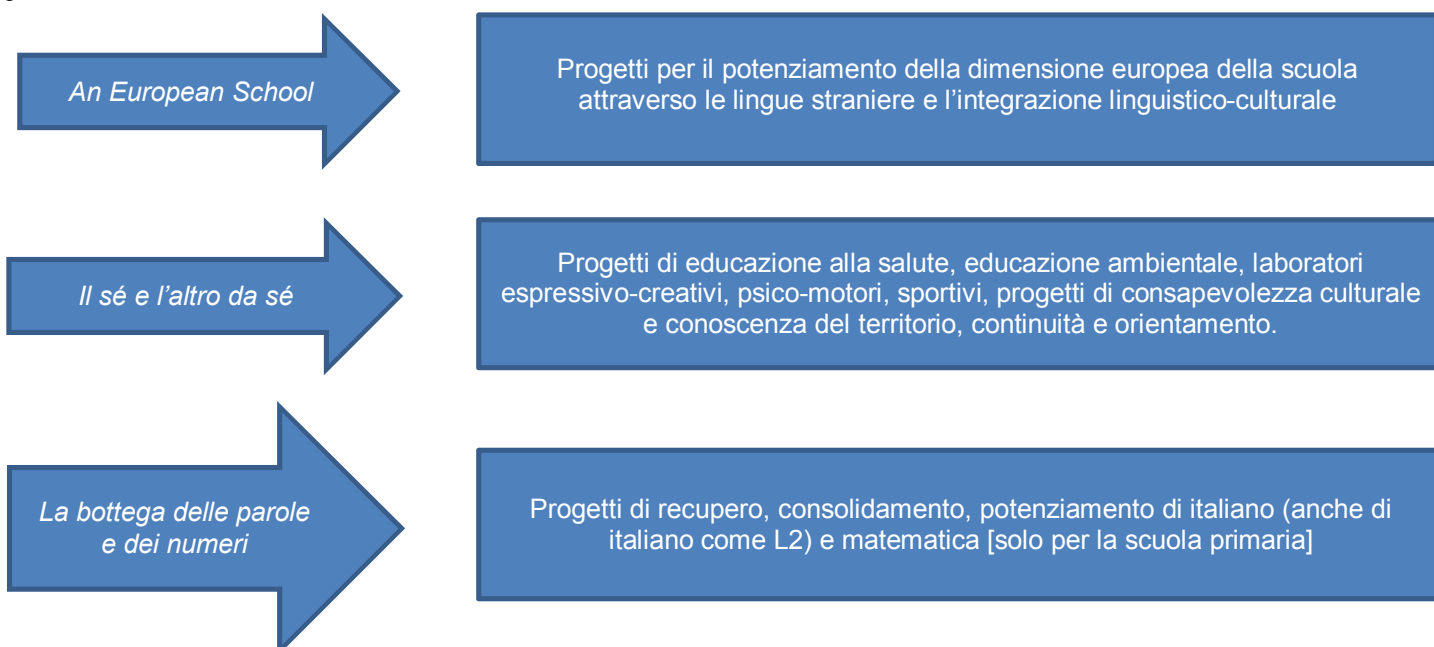 An European School
Progetti per il potenziamento della dimensione europea della scuola
attraverso le lingue straniere e l’integrazione linguistico-culturale
Il sé e l’altro da sé
Progetti di educazione alla salute, educazione ambientale, laboratori
espressivo-creativi, psico-motori, sportivi, progetti di consapevolezza culturale
e conoscenza del territorio, continuità e orientamento.
La bottega delle parole
e dei numeri
Progetti di recupero, consolidamento, potenziamento di italiano (anche di
italiano come L2) e matematica [solo per la scuola primaria]